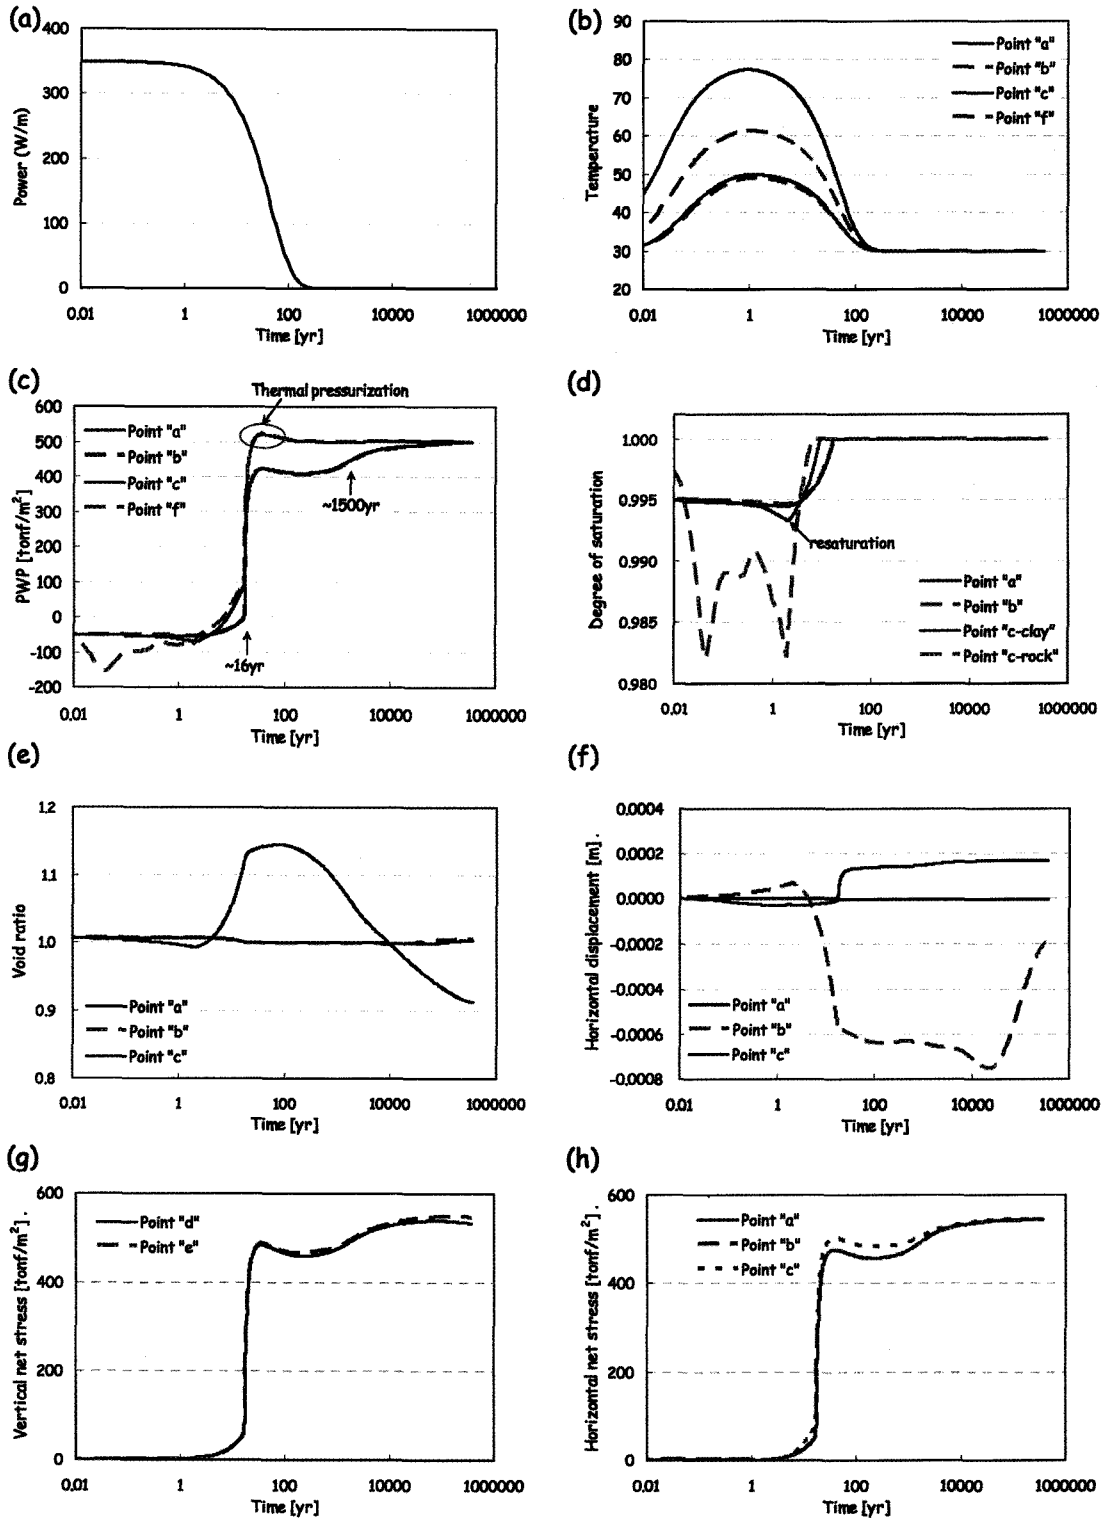 (a)
400
300
200
100
0
Power (W/m)
0.01
1
100
10000
1000000
Time [yr]
(b)
90
80
70
60
50
40
30
20
Temperature
Point "a"
Point "b"
Point "c"
Point "f"
0.01
1
100
10000
1000000
Time [yr]
(c)
Thermal pressurization
600
500
400
300
200
100
0
-100
-200
PWP [tonf/m²]
Point "a"
Point "b"
Point "c"
Point "f"
~1500yr
~16yr
0.01
1
100
10000
1000000
Time [yr]
(d)
1.000
0.995
0.990
0.985
0.980
Degree of saturation
resaturation
Point "a"
Point "b"
Point "c-clay"
Point "c-rock"
0.01
1
100
10000
1000000
Time [yr]
(e)
1.2
1.1
1.0
0.9
0.8
Void ratio
Point "a"
Point "b"
Point "c"
0.01
1
100
10000
1000000
Time [yr]
(f)
0.0004
0.0002
0.0000
-0.0002
-0.0004
-0.0006
-0.0008
Horizontal displacement [m] .
Point "a"
Point "b"
Point "c"
0.01
1
100
10000
1000000
Time [yr]
(g)
600
400
200
0
Vertical net stress [tonf/m²] .
Point "d"
Point "e"
0.01
1
100
10000
1000000
Time [yr]
(h)
600
400
200
0
Horizontal net stress [tonf/m²] .
Point "a"
Point "b"
Point "c"
0.01
1
100
10000
1000000
Time [yr]